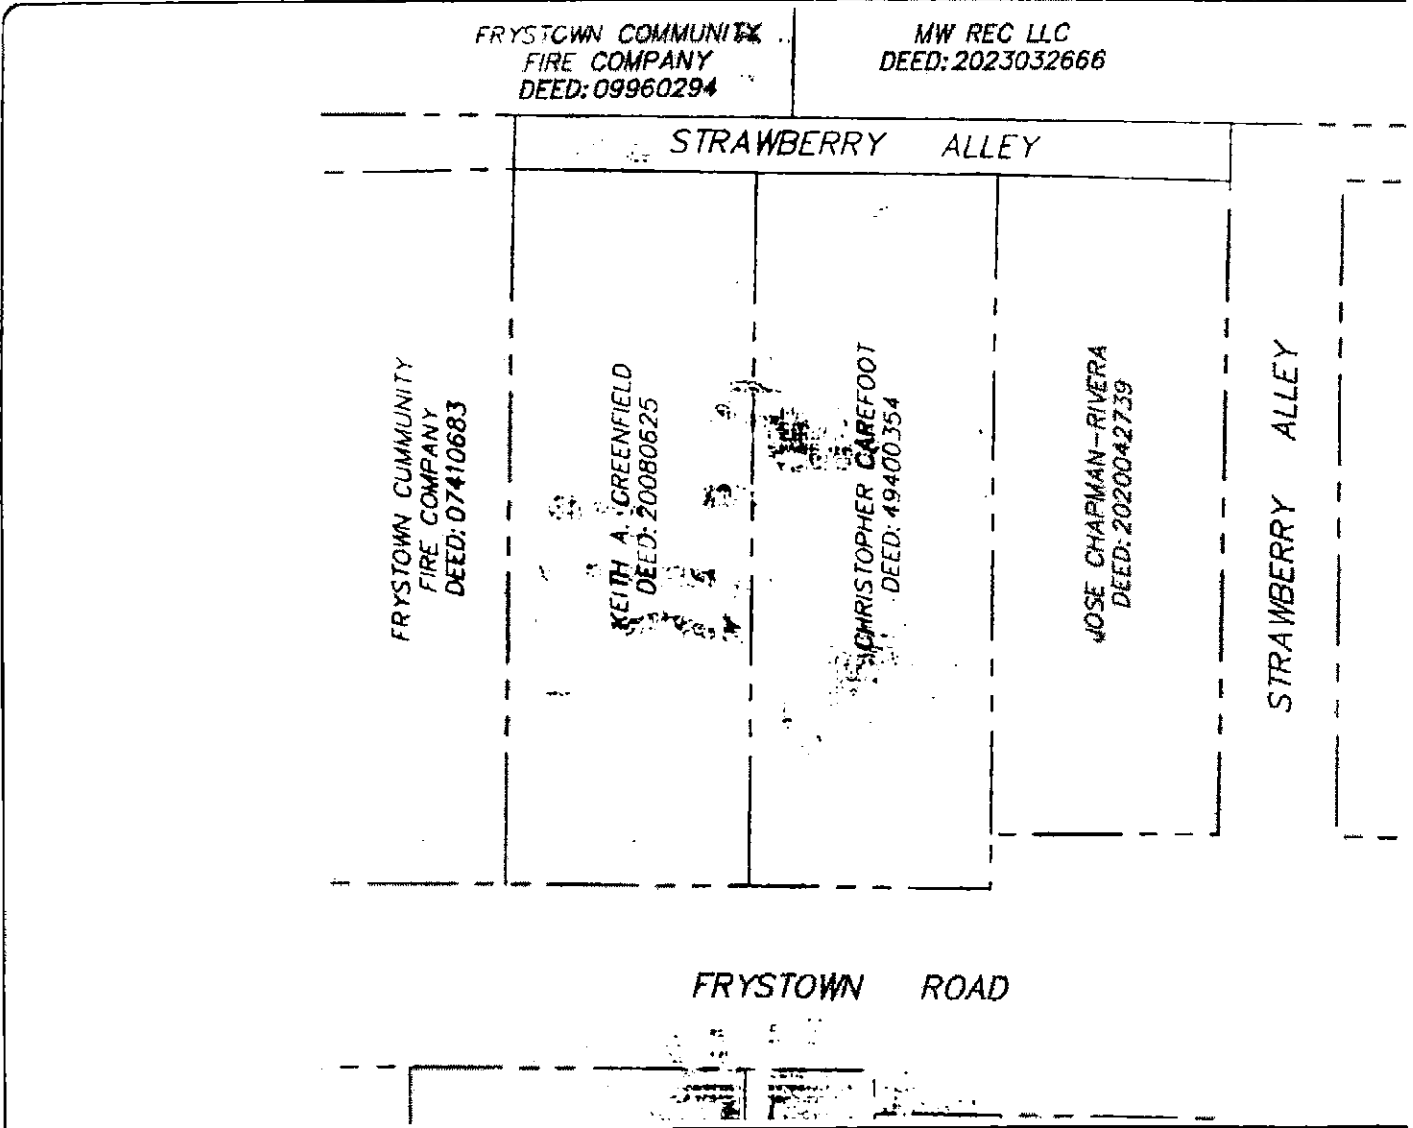 FRYSTOWN COMMUNITY
FIRE COMPANY
DEED: 09960294
MW REC LLC
DEED: 2023032666
STRAWBERRY ALLEY
FRYSTOWN CUMMUNITY
FIRE COMPANY
DEED: 07410683
KEITH A. GREENFIELD
DEED: 20080625
CHRISTOPHER CAREFOOT
DEED: 49400354
JOSE CHAPMAN-RIVERA
DEED: 2020042739
STRAWBERRY ALLEY
FRYSTOWN ROAD